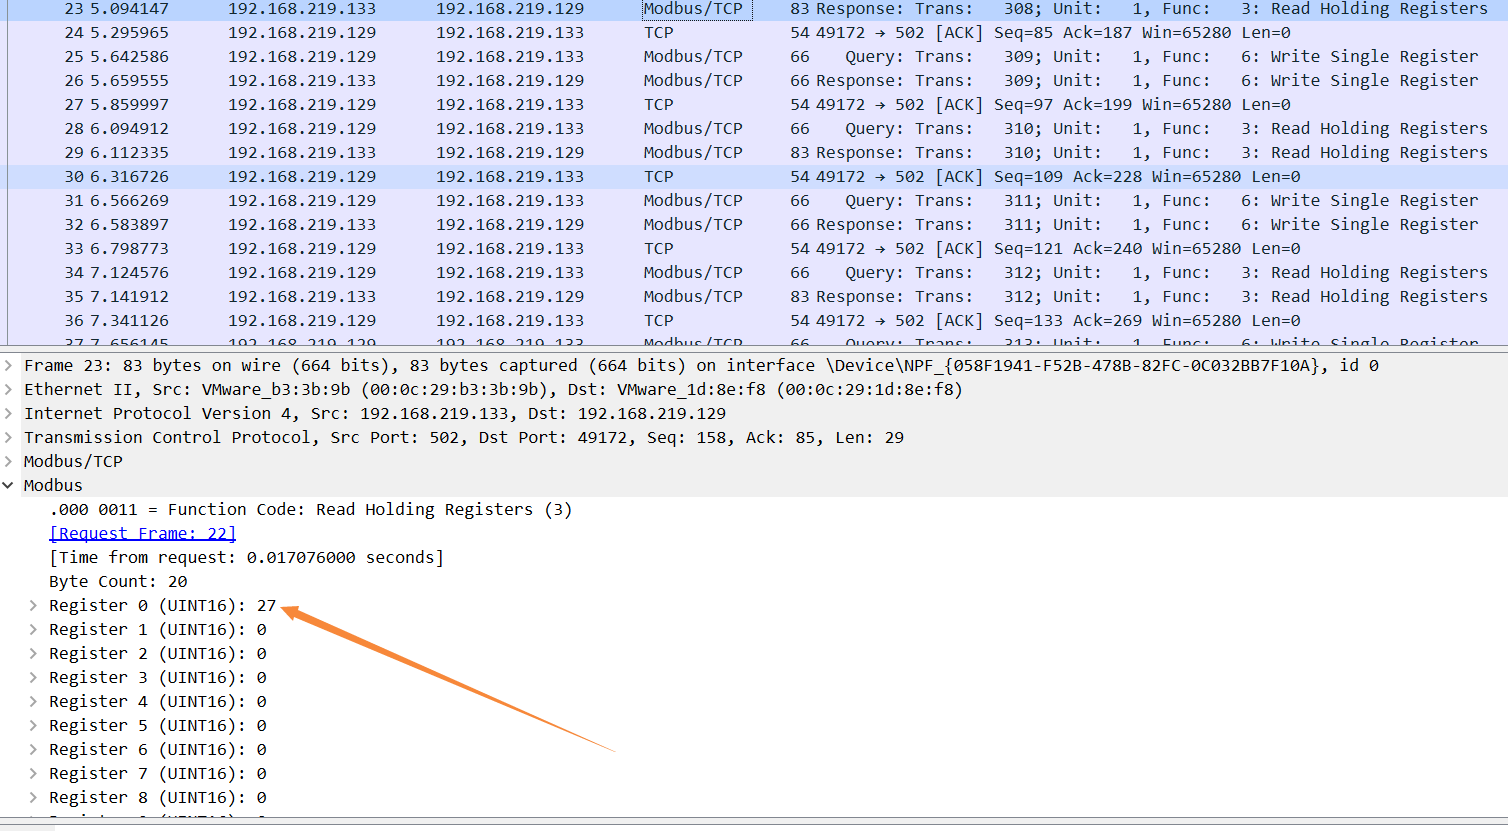 23 5.094147 192.168.219.133 192.168.219.129 Modbus/TCP 83 Response: Trans: 308; Unit: 1, Func: 3: Read Holding Registers
24 5.295965 192.168.219.129 192.168.219.133 TCP 54 49172 → 502 [ACK] Seq=85 Ack=187 Win=65280 Len=0
25 5.642586 192.168.219.129 192.168.219.133 Modbus/TCP 66 Query: Trans: 309; Unit: 1, Func: 6: Write Single Register
26 5.659555 192.168.219.133 192.168.219.129 Modbus/TCP 66 Response: Trans: 309; Unit: 1, Func: 6: Write Single Register
27 5.859997 192.168.219.129 192.168.219.133 TCP 54 49172 → 502 [ACK] Seq=97 Ack=199 Win=65280 Len=0
28 6.094912 192.168.219.129 192.168.219.133 Modbus/TCP 66 Query: Trans: 310; Unit: 1, Func: 3: Read Holding Registers
29 6.112335 192.168.219.133 192.168.219.129 Modbus/TCP 83 Response: Trans: 310; Unit: 1, Func: 3: Read Holding Registers
30 6.316726 192.168.219.129 192.168.219.133 TCP 54 49172 → 502 [ACK] Seq=109 Ack=228 Win=65280 Len=0
31 6.566269 192.168.219.129 192.168.219.133 Modbus/TCP 66 Query: Trans: 311; Unit: 1, Func: 6: Write Single Register
32 6.583897 192.168.219.133 192.168.219.129 Modbus/TCP 66 Response: Trans: 311; Unit: 1, Func: 6: Write Single Register
33 6.798773 192.168.219.129 192.168.219.133 TCP 54 49172 → 502 [ACK] Seq=121 Ack=240 Win=65280 Len=0
34 7.124576 192.168.219.129 192.168.219.133 Modbus/TCP 66 Query: Trans: 312; Unit: 1, Func: 3: Read Holding Registers
35 7.141912 192.168.219.133 192.168.219.129 Modbus/TCP 83 Response: Trans: 312; Unit: 1, Func: 3: Read Holding Registers
36 7.341126 192.168.219.129 192.168.219.133 TCP 54 49172 → 502 [ACK] Seq=133 Ack=269 Win=65280 Len=0
37 7.656145 192.168.219.129 192.168.219.133 Modbus/TCP 66 Query: Trans: 313; Unit: 1, Func: 6: Write Single Register
Frame 23: 83 bytes on wire (664 bits), 83 bytes captured (664 bits) on interface \Device\NPF_{058F1941-F52B-478B-82FC-0C032BB7F10A}, id 0
Ethernet II, Src: VMware_b3:3b:9b (00:0c:29:b3:3b:9b), Dst: VMware_1d:8e:f8 (00:0c:29:1d:8e:f8)
Internet Protocol Version 4, Src: 192.168.219.133, Dst: 192.168.219.129
Transmission Control Protocol, Src Port: 502, Dst Port: 49172, Seq: 158, Ack: 85, Len: 29
Modbus/TCP
Modbus
.000 0011 = Function Code: Read Holding Registers (3)
[Request Frame: 22]
[Time from request: 0.017076000 seconds]
Byte Count: 20
Register 0 (UINT16): 27
Register 1 (UINT16): 0
Register 2 (UINT16): 0
Register 3 (UINT16): 0
Register 4 (UINT16): 0
Register 5 (UINT16): 0
Register 6 (UINT16): 0
Register 7 (UINT16): 0
Register 8 (UINT16): 0